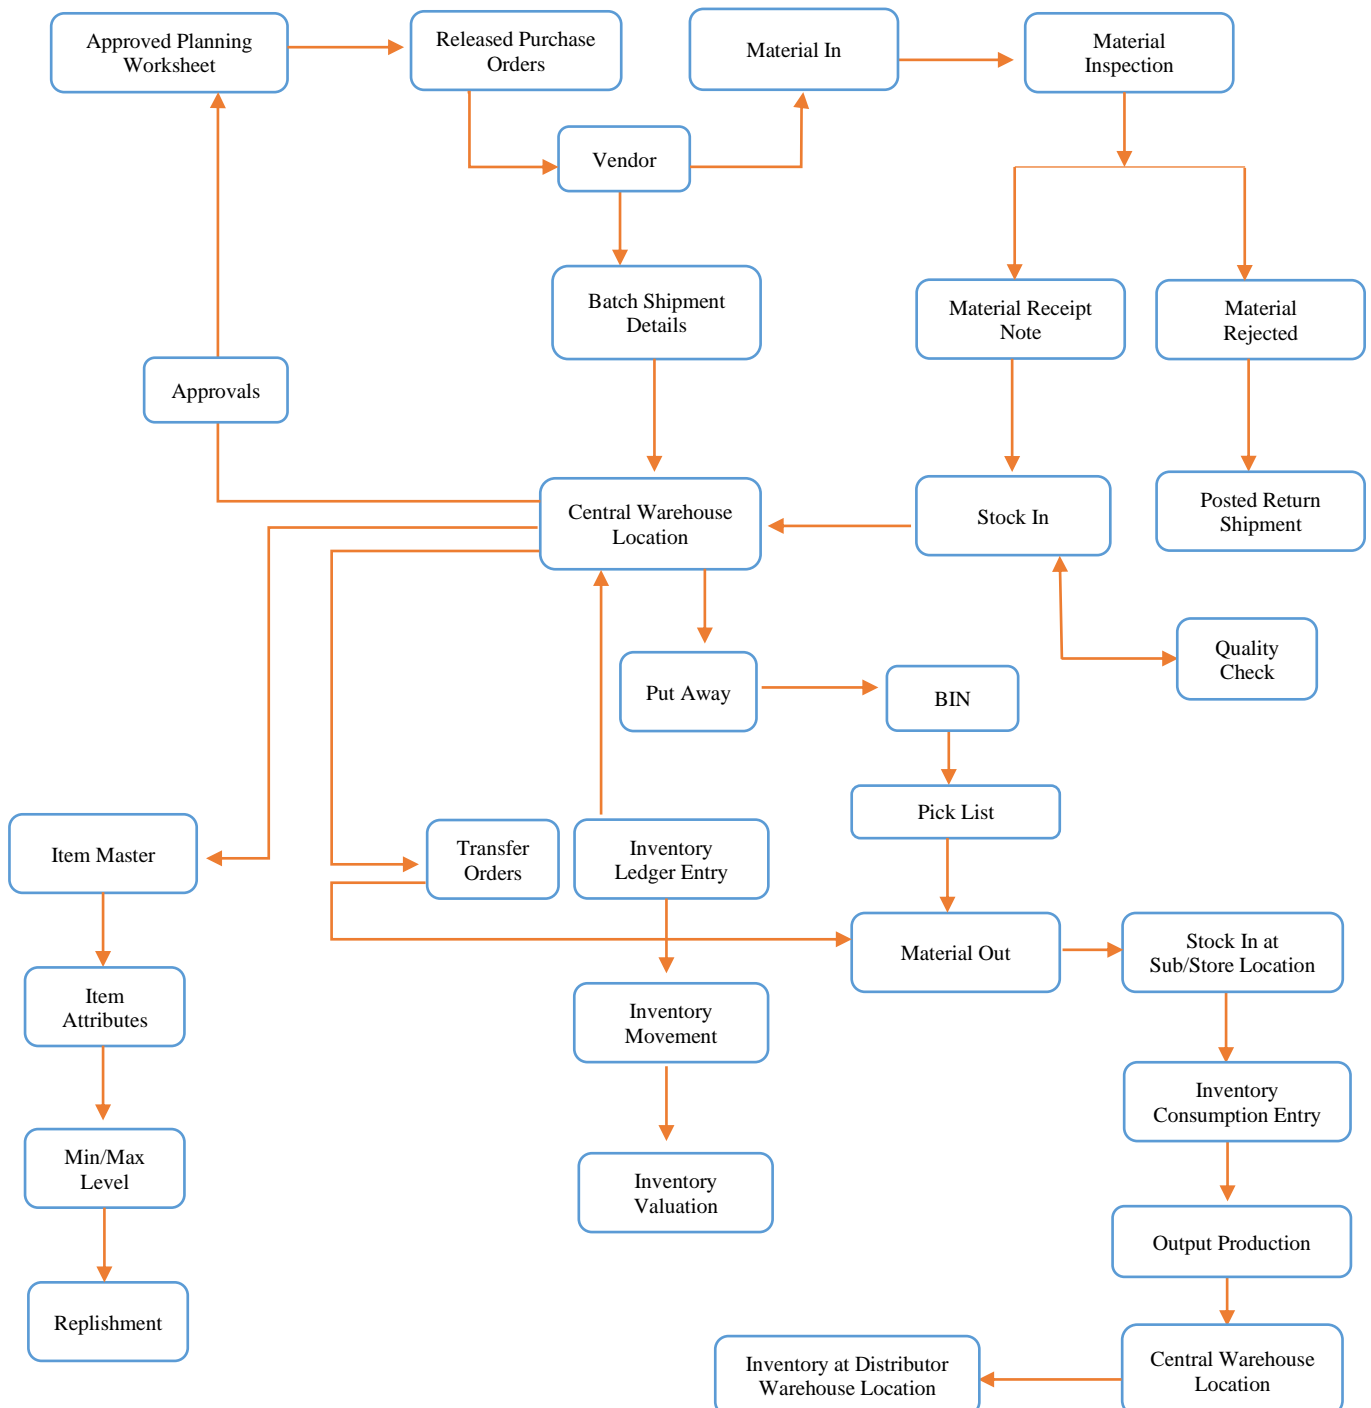 Approved Planning
Worksheet
Released Purchase
Orders
Material In
Material
Inspection
Vendor
Batch Shipment
Details
Material Receipt
Note
Material
Rejected
Approvals
Central Warehouse
Location
Stock In
Posted Return
Shipment
Quality
Check
Put Away
BIN
Pick List
Item Master
Transfer
Orders
Inventory
Ledger Entry
Material Out
Stock In at
Sub/Store Location
Item
Attributes
Inventory
Movement
Inventory
Consumption Entry
Min/Max
Level
Inventory
Valuation
Output Production
Replishment
Inventory at Distributor
Warehouse Location
Central Warehouse
Location